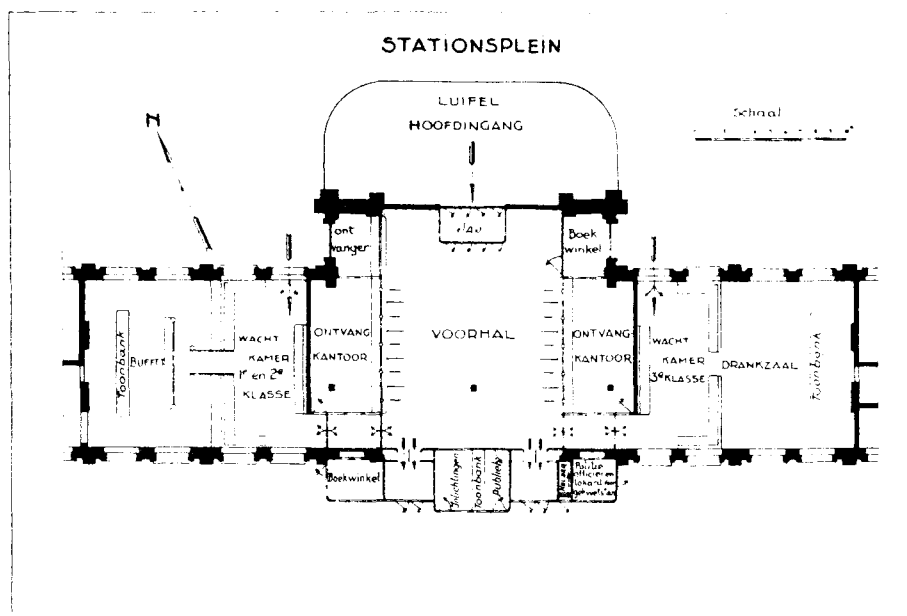 STATIONSPLEIN
LUIFEL
HOOFDINGANG
Schaal
N
ont
vanger
Boek
winkel
Toonbank
BUFFET
WACHT
KAMER
1e en 2e
KLASSE
ONTVANG
KANTOOR
VOORHAL
ONTVANG
KANTOOR
WACHT
KAMER
3e KLASSE
DRANKZAAL
Toonbank
Boekwinkel
Inlichtingen
Toonbank
Publiek